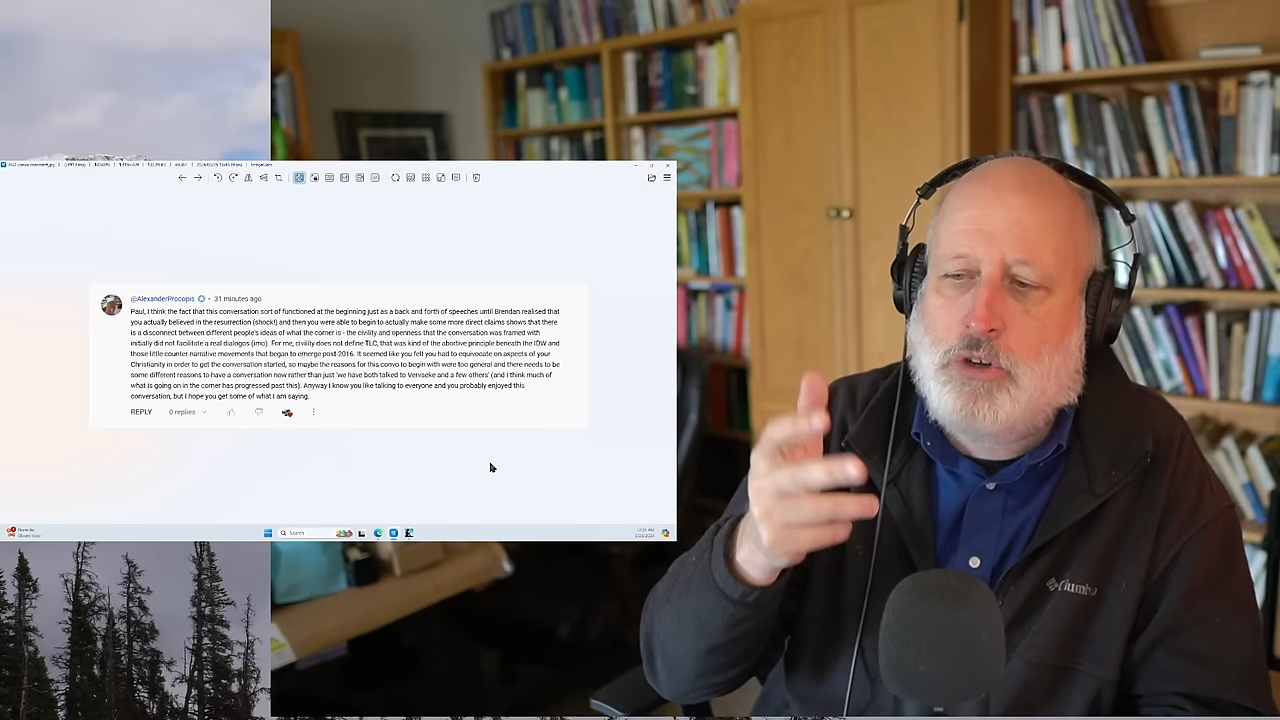 @AlexanderProcopis • 31 minutes ago
Paul, I think the fact that this conversation sort of functioned at the beginning just as a back and forth of speeches until Brendan realised that
you actually believed in the resurrection (shock!) and then you were able to begin to actually make some more direct claims shows that there
is a disconnect between different people's ideas of what the corner is - the civility and openness that the conversation was framed with
initially did not facilitate a real dialogos (imo). For me, civility does not define TLC, that was kind of the abortive principle beneath the IDW and
those little counter-narrative movements that began to emerge post-2016. It seemed like you felt you had to equivocate on aspects of your
Christianity in order to get the conversation started, so maybe the reasons for this convo to begin with were too general and there needs to be
some different reasons to have a conversation now rather than just 'we have both talked to Vervaeke and a few others' (and I think much of
what is going on in the corner has progressed past this). Anyway I know you like talking to everyone and you probably enjoyed this
conversation, but I hope you get some of what I am saying.
REPLY 0 replies
Search
Columbia